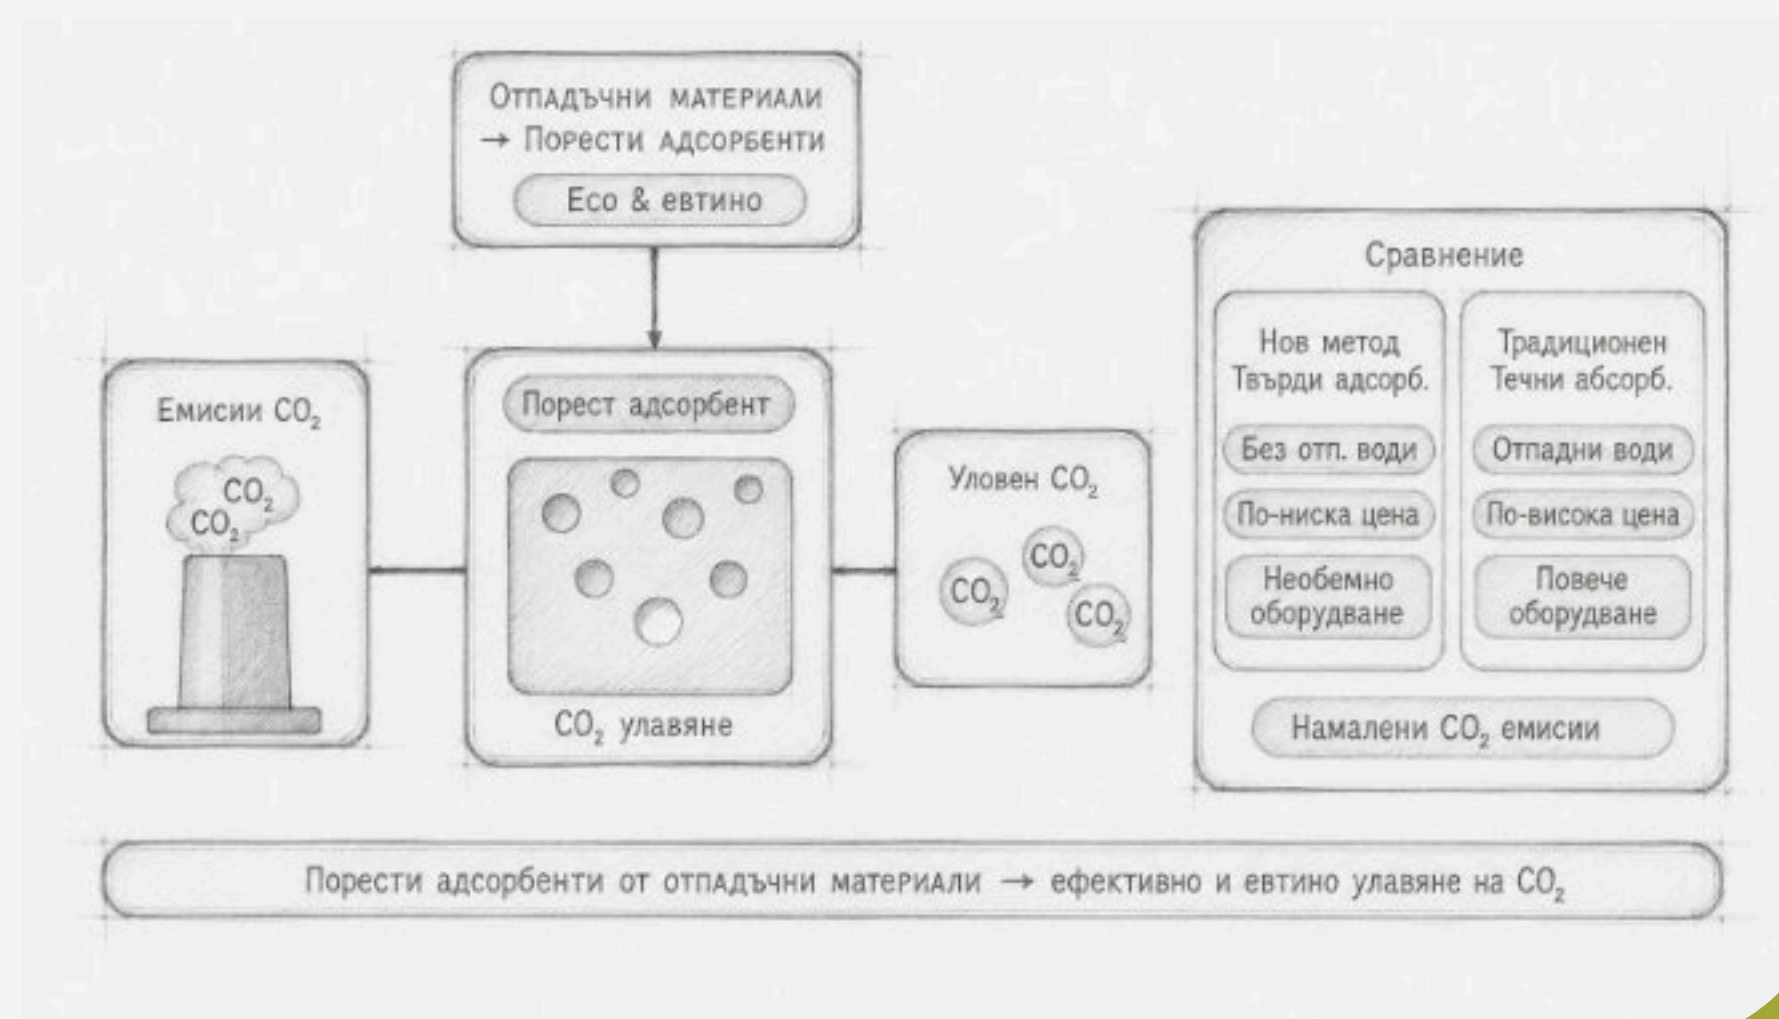 Отпадъчни материали
→ Порести адсорбенти
Eco & евтино
Емисии CO₂
CO₂
CO₂
Порест адсорбент
CO₂ улавяне
Уловен CO₂
CO₂
CO₂
CO₂
Сравнение
Нов метод
Твърди адсорб.
Без отп. води
По-ниска цена
Необемно
оборудване
Традиционен
Течни абсорб.
Отпадни води
По-висока цена
Повече
оборудване
Намалени CO₂ емисии
Порести адсорбенти от отпадъчни материали → ефективно и евтино улавяне на CO₂